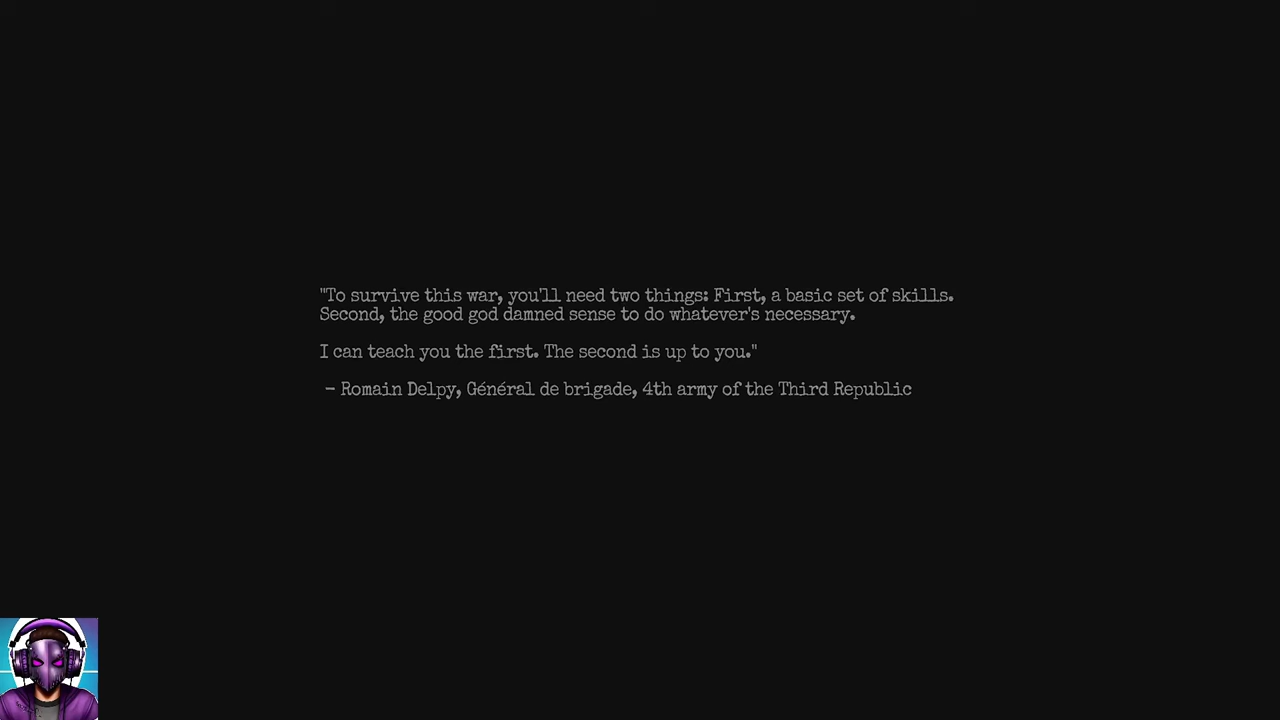 "To survive this war, you'll need two things: First, a basic set of skills.
Second, the good god damned sense to do whatever's necessary.
I can teach you the first. The second is up to you."
- Romain Delpy, Général de brigade, 4th army of the Third Republic